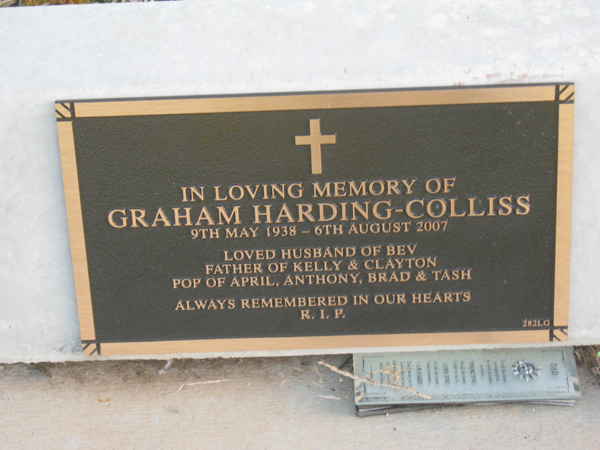 IN LOVING MEMORY OF
GRAHAM HARDING-COLLISS
9TH MAY 1938 – 6TH AUGUST 2007
LOVED HUSBAND OF BEV
FATHER OF KELLY & CLAYTON
POP OF APRIL, ANTHONY, BRAD & TASH
ALWAYS REMEMBERED IN OUR HEARTS
R. I. P.
282LG
DAD